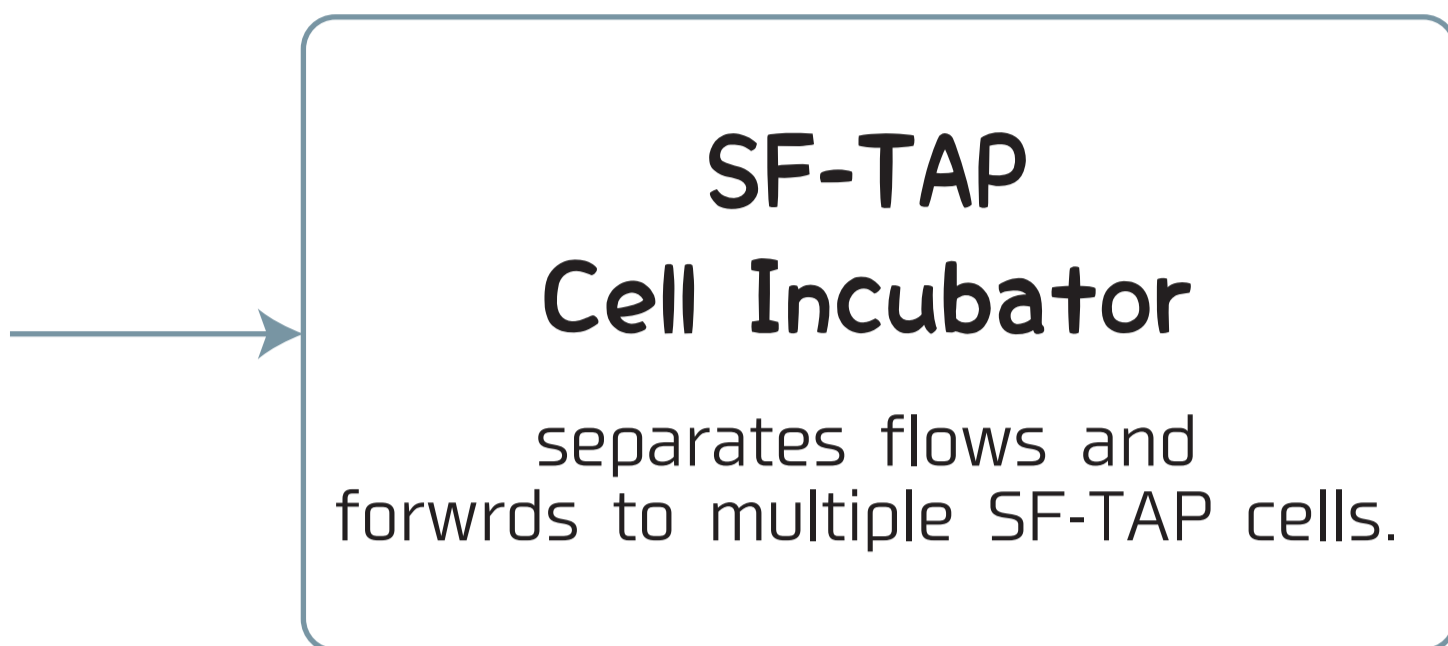 SF-TAP
Cell Incubator
separates flows and
forwrds to multiple SF-TAP cells.